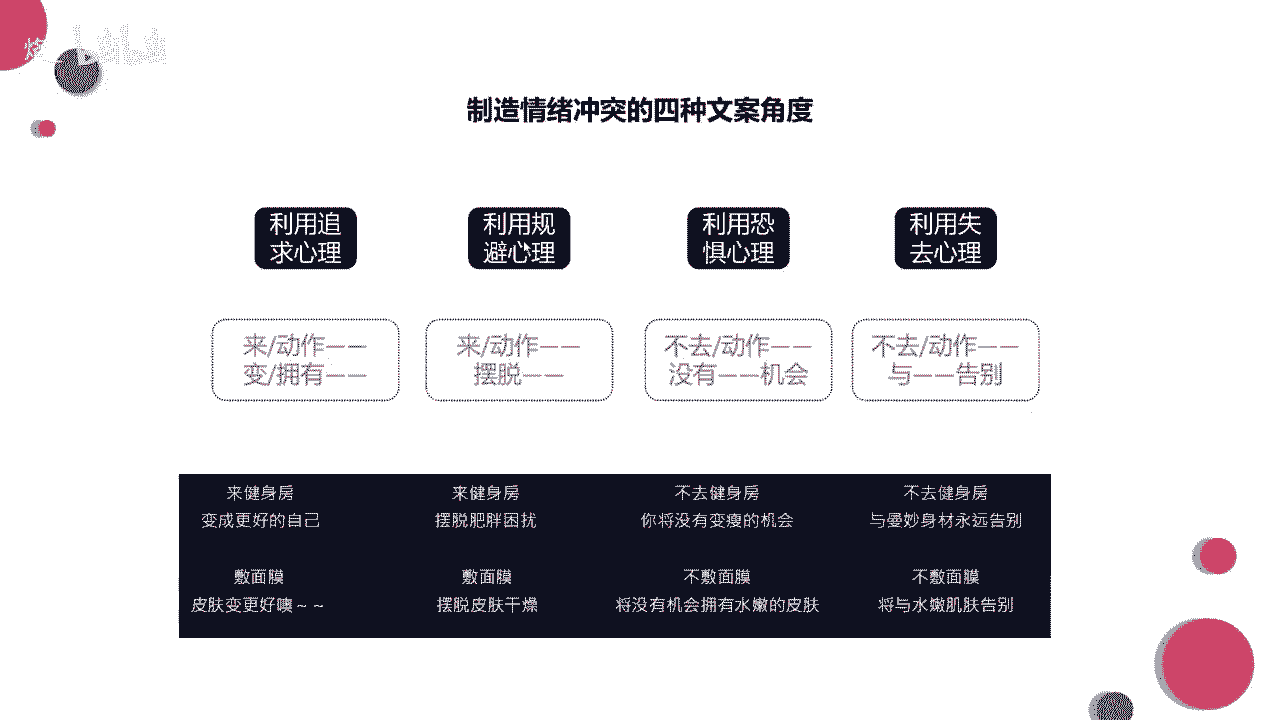 制造情绪冲突的四种文案角度
利用追
求心理
利用规
避心理
利用恐
惧心理
利用失
去心理
来/动作——
变/拥有——
来/动作——
摆脱——
不去/动作——
没有——机会
不去/动作——
与——告别
来健身房
变成更好的自己
来健身房
摆脱肥胖困扰
不去健身房
你将没有变瘦的机会
不去健身房
与曼妙身材永远告别
敷面膜
皮肤变更好噢~~
敷面膜
摆脱皮肤干燥
不敷面膜
将没有机会拥有水嫩的皮肤
不敷面膜
将与水嫩肌肤告别